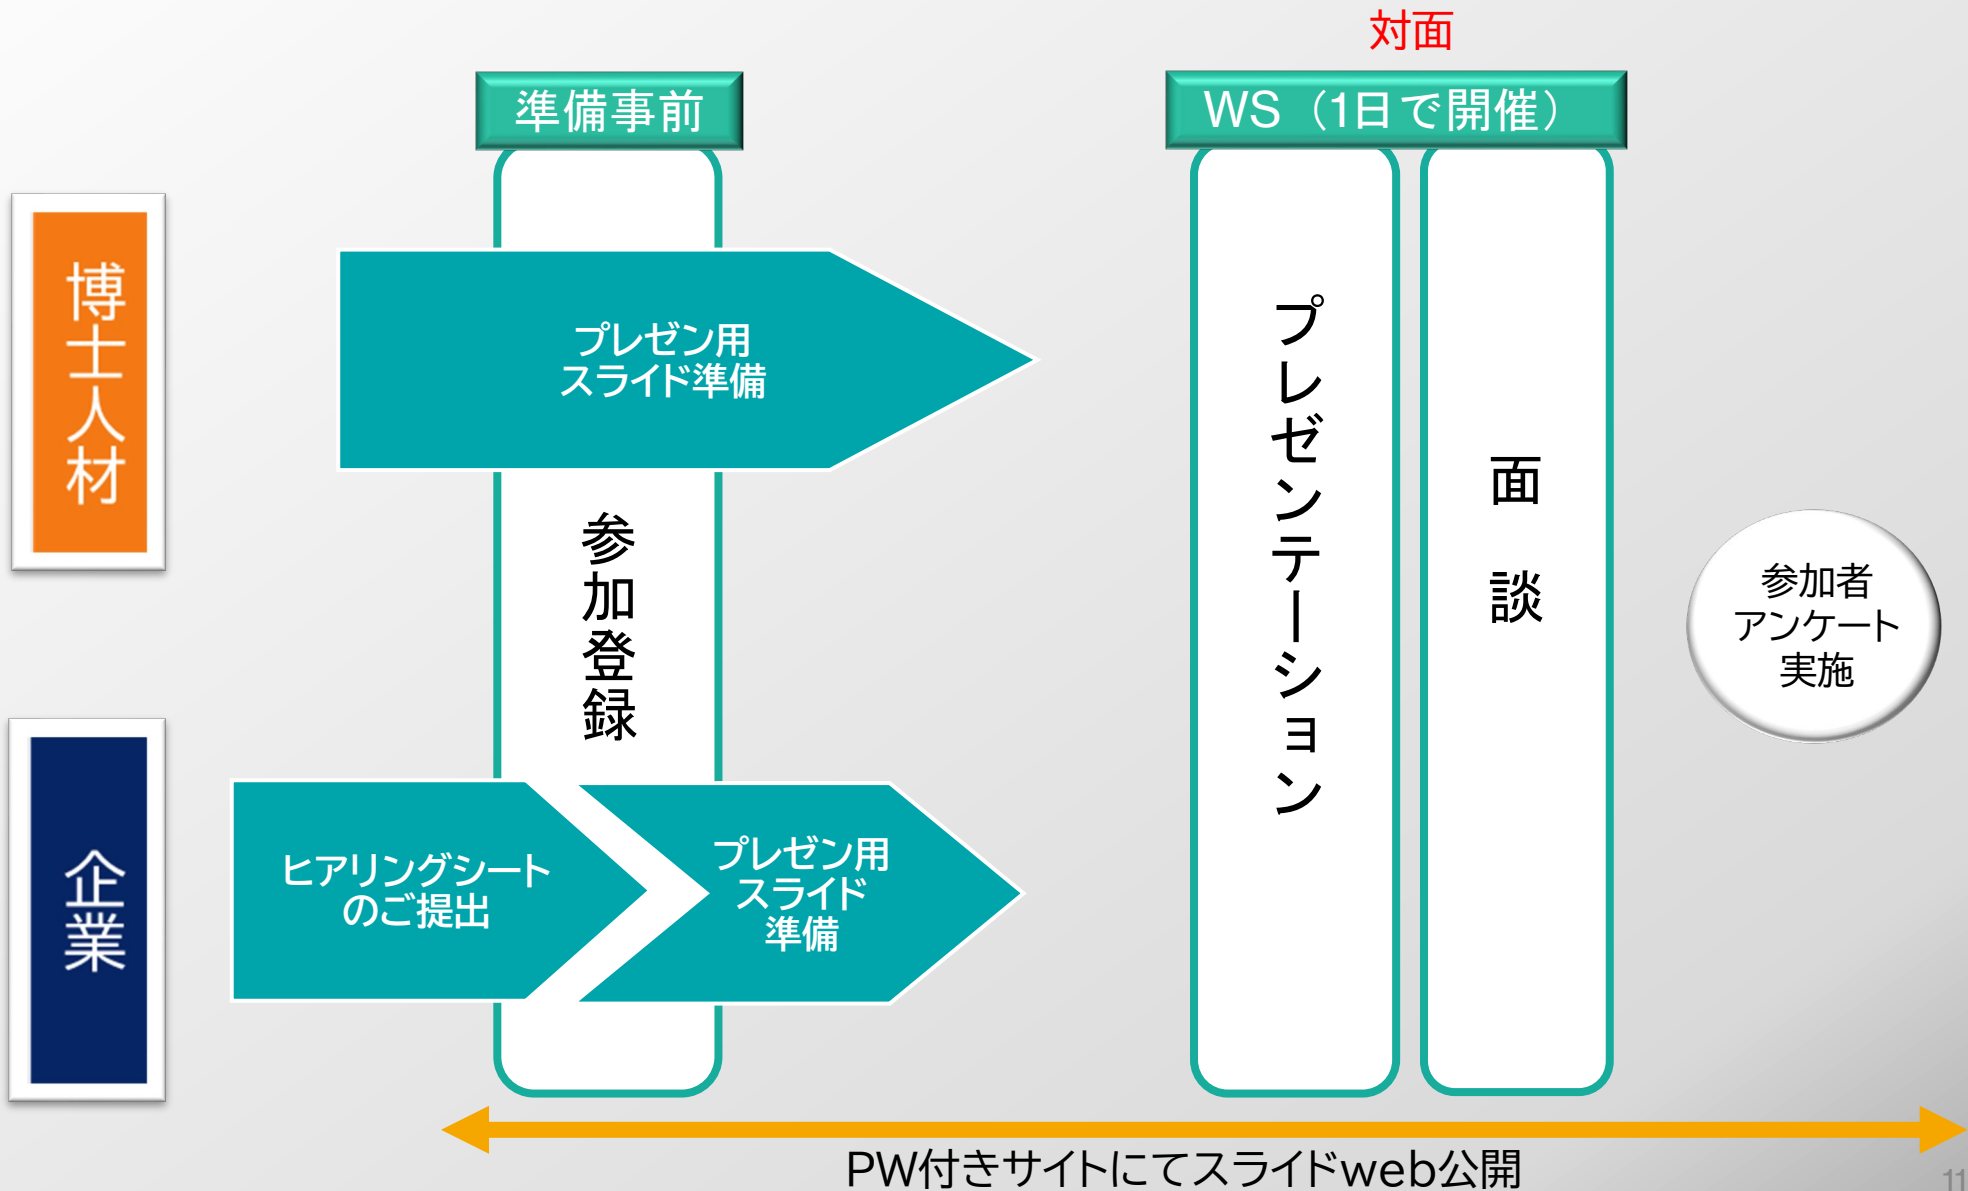 対面
準備事前
WS（1日で開催）
博士人材
プレゼン用
スライド準備
参加登録
プレゼンテーション
面談
参加者
アンケート
実施
企業
ヒアリングシート
のご提出
プレゼン用
スライド
準備
PW付きサイトにてスライドweb公開
11